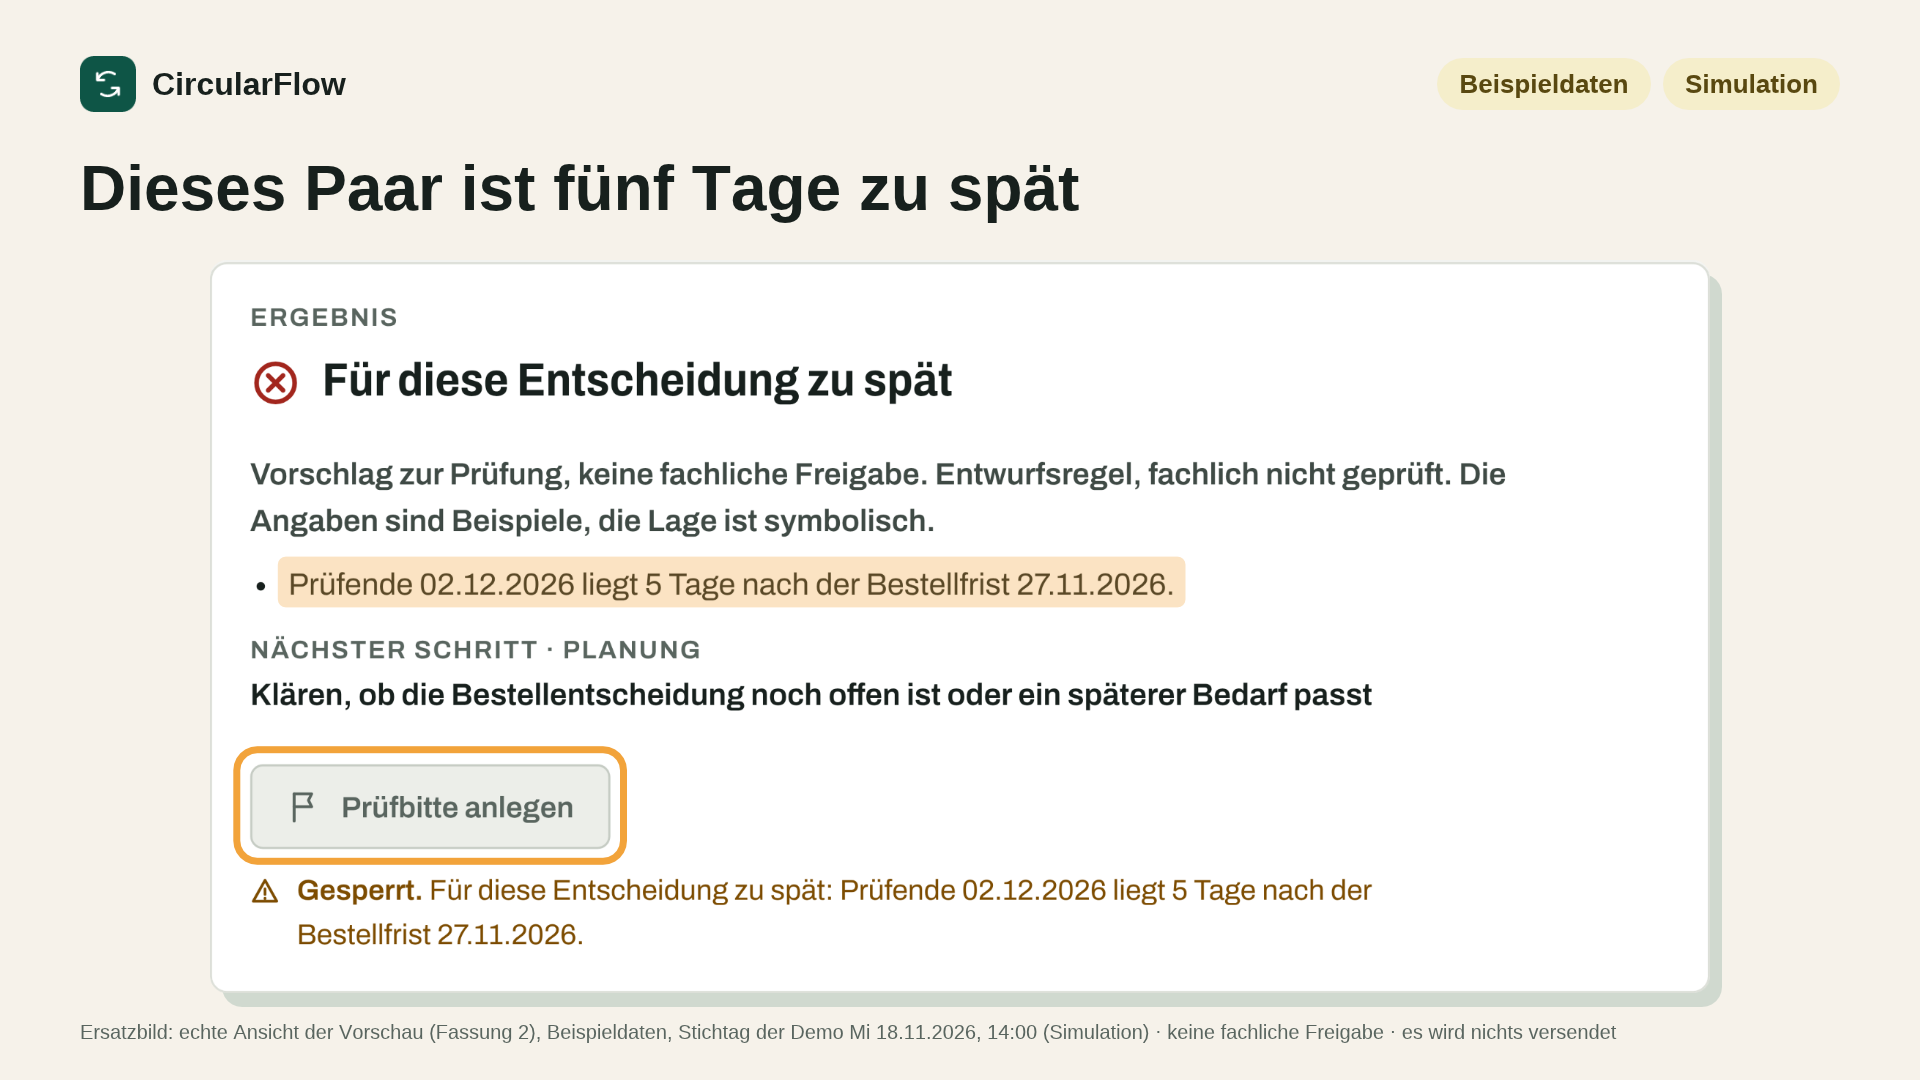 CircularFlow
Beispieldaten
Simulation
Dieses Paar ist fünf Tage zu spät
ERGEBNIS
Für diese Entscheidung zu spät
Vorschlag zur Prüfung, keine fachliche Freigabe. Entwurfsregel, fachlich nicht geprüft. Die
Angaben sind Beispiele, die Lage ist symbolisch.
• Prüfende 02.12.2026 liegt 5 Tage nach der Bestellfrist 27.11.2026.
NÄCHSTER SCHRITT · PLANUNG
Klären, ob die Bestellentscheidung noch offen ist oder ein späterer Bedarf passt
Prüfbitte anlegen
Gesperrt. Für diese Entscheidung zu spät: Prüfende 02.12.2026 liegt 5 Tage nach der
Bestellfrist 27.11.2026.
Ersatzbild: echte Ansicht der Vorschau (Fassung 2), Beispieldaten, Stichtag der Demo Mi 18.11.2026, 14:00 (Simulation) · keine fachliche Freigabe · es wird nichts versendet